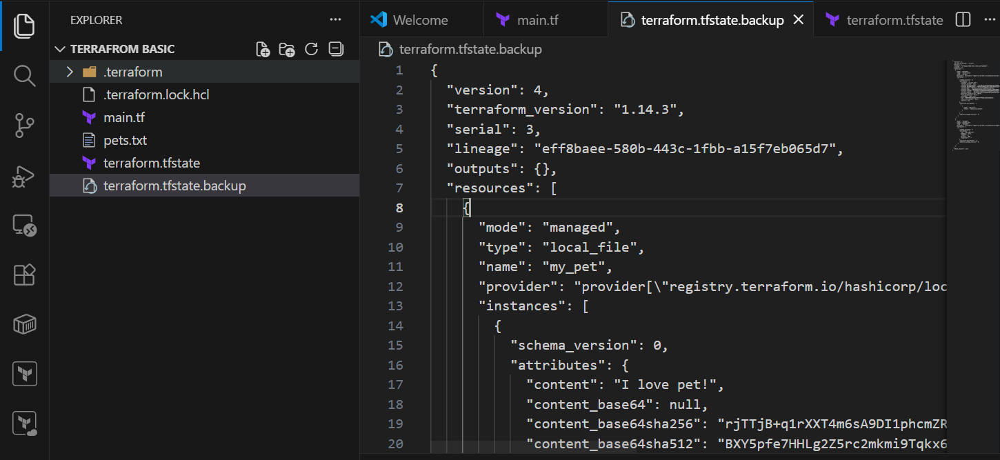 EXPLORER
TERRAFROM BASIC
.terraform
.terraform.lock.hcl
main.tf
pets.txt
terraform.tfstate
terraform.tfstate.backup
Welcome
main.tf
terraform.tfstate.backup
terraform.tfstate
terraform.tfstate.backup
1 {
2 "version": 4,
3 "terraform_version": "1.14.3",
4 "serial": 3,
5 "lineage": "eff8baee-580b-443c-1fbb-a15f7eb065d7",
6 "outputs": {},
7 "resources": [
8 {
9 "mode": "managed",
10 "type": "local_file",
11 "name": "my_pet",
12 "provider": "provider[\"registry.terraform.io/hashicorp/loc
13 "instances": [
14 {
15 "schema_version": 0,
16 "attributes": {
17 "content": "I love pet!",
18 "content_base64": null,
19 "content_base64sha256": "rjTTjB+q1rXXT4m6sA9DI1phcmZR
20 "content_base64sha512": "BXY5pfe7HHLg2Z5rc2mkmi9Tqkx6